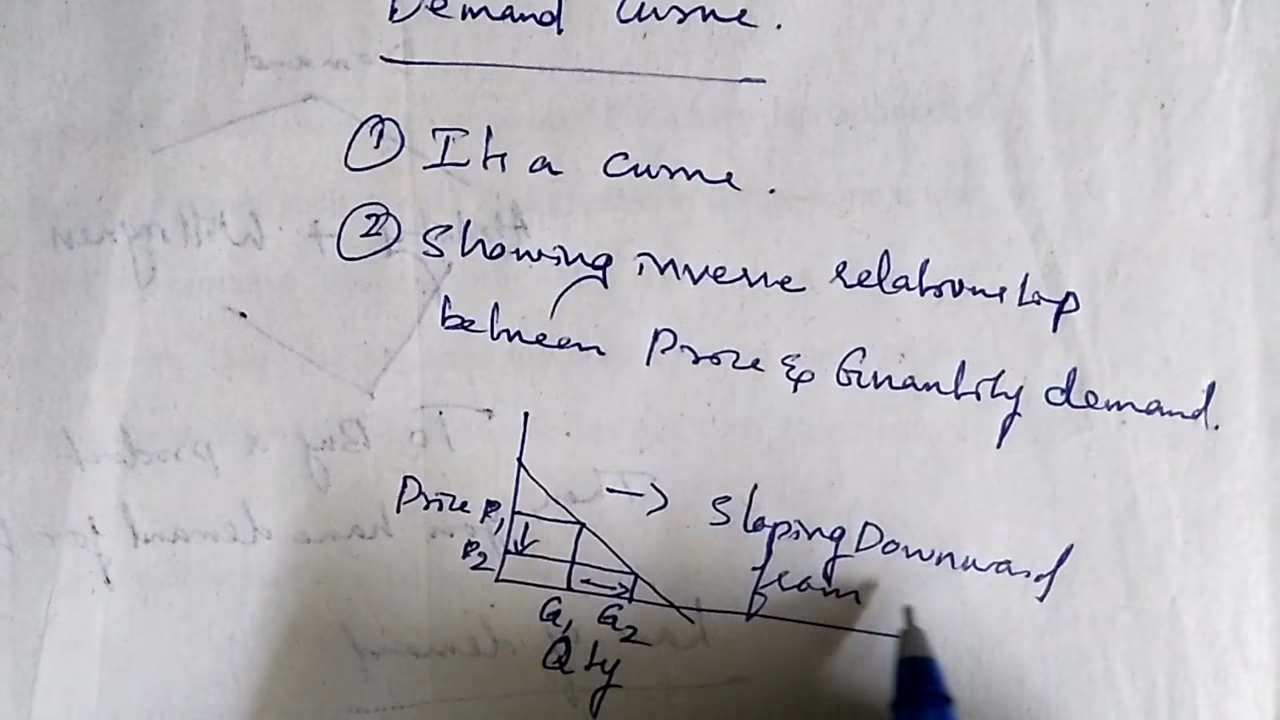 Demand Curve.
① It a curve.
② Showing inverse relationship
between Price & Quantity demand.
Price P1 → Sloping Downward
P2 from
Q1 Q2
Qty